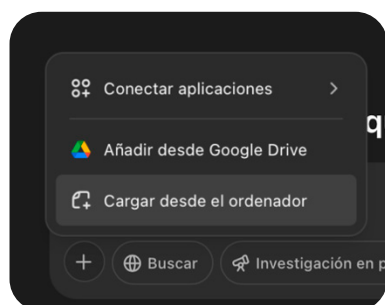 Conectar aplicaciones
Añadir desde Google Drive
Cargar desde el ordenador
Buscar
Investigación en